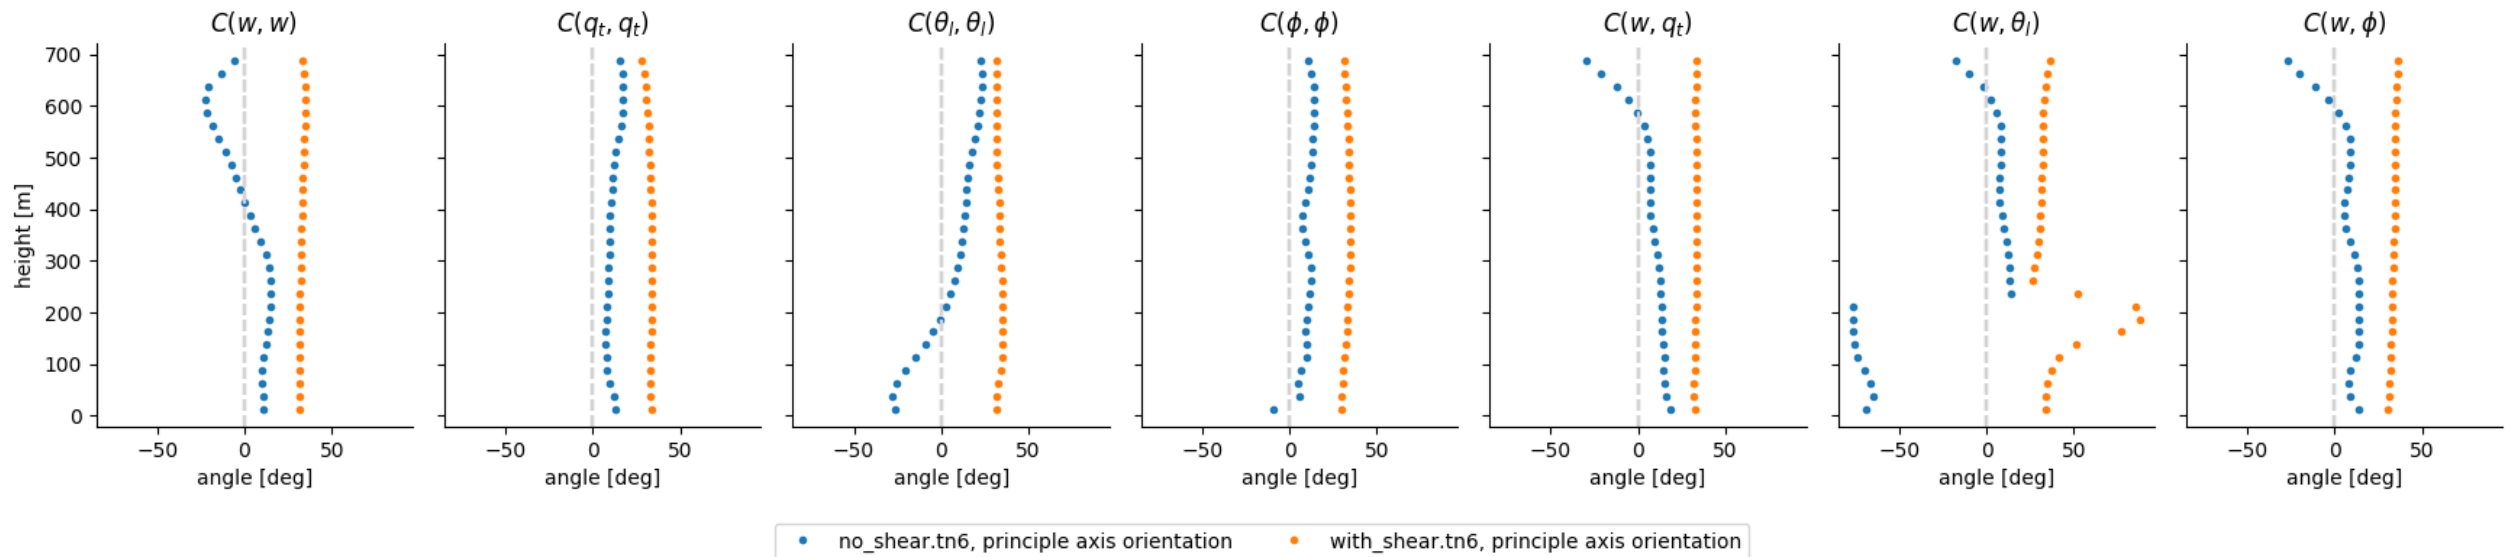 C(w, w) C(q_t, q_t) C(θ_l, θ_l) C(ϕ, ϕ) C(w, q_t) C(w, θ_l) C(w, ϕ)
700
600
500
400
300
200
100
0
height [m]
−50 0 50 −50 0 50 −50 0 50 −50 0 50 −50 0 50 −50 0 50 −50 0 50
angle [deg] angle [deg] angle [deg] angle [deg] angle [deg] angle [deg] angle [deg]
no_shear.tn6, principle axis orientation with_shear.tn6, principle axis orientation